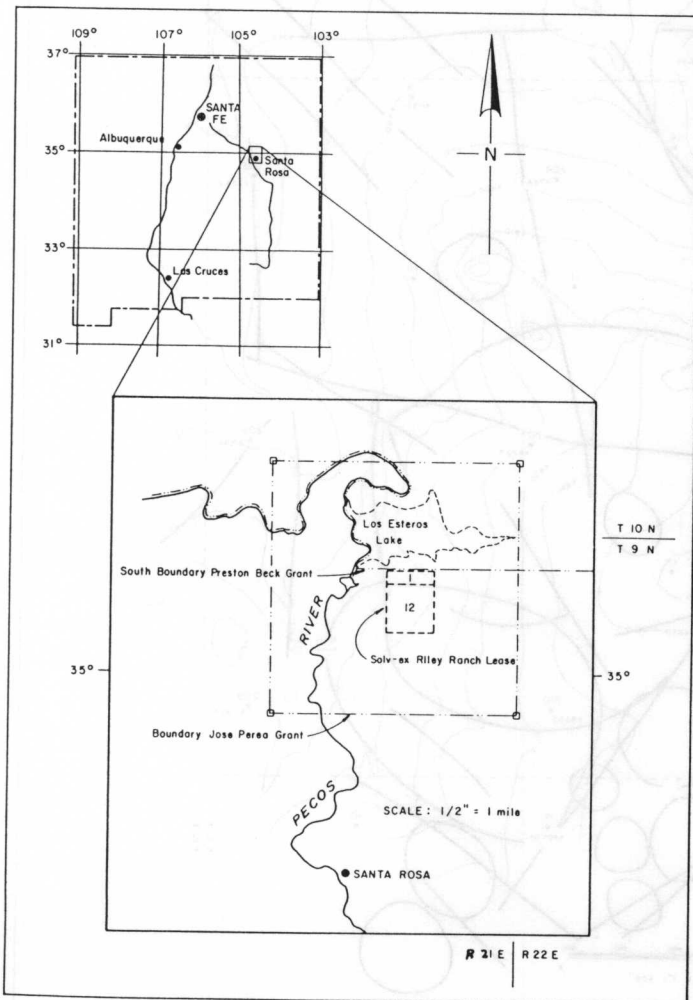 109° 107° 105° 103°
37°
SANTA
FE
Albuquerque
35°
Santa
Rosa
N
33°
Las Cruces
31°
Los Esteros
Lake
T 10 N
T 9 N
South Boundary Preston Beck Grant
1
12
RIVER
Solv-ex Riley Ranch Lease
35° 35°
Boundary Jose Perea Grant
PECOS
SCALE: 1/2" = 1 mile
SANTA ROSA
R 21 E R 22 E